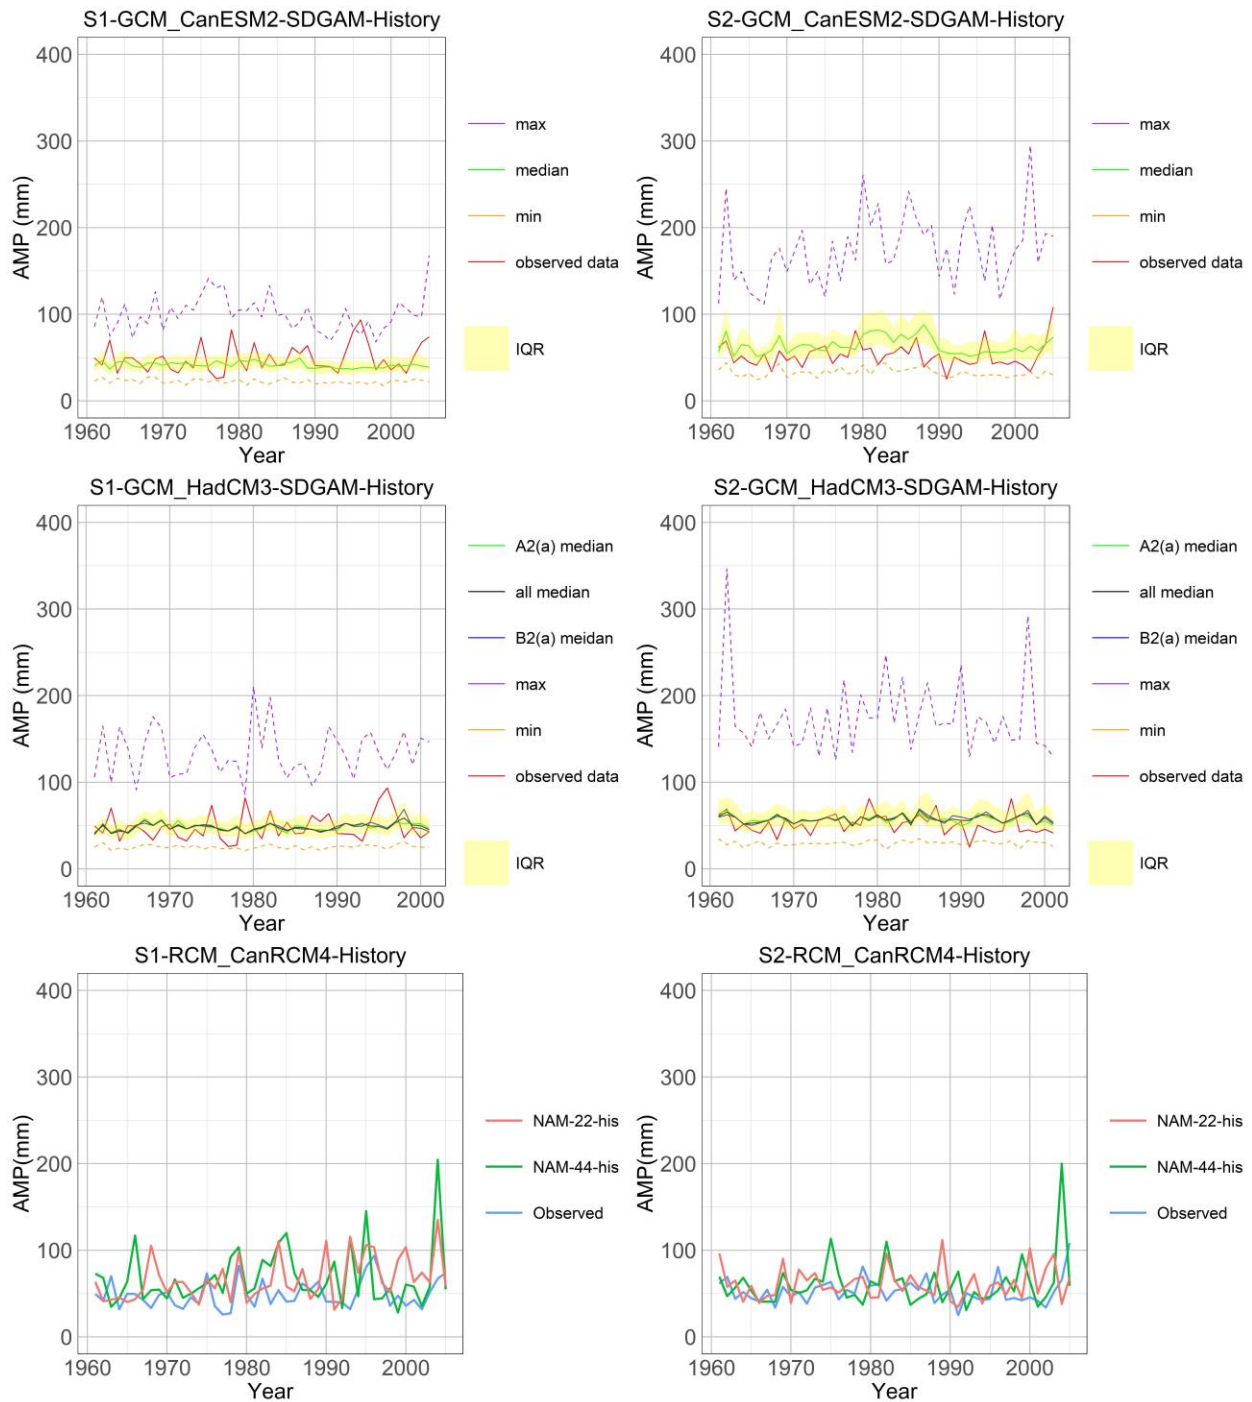 S1-GCM_CanESM2-SDGAM-History
400
300
200
100
0
AMP (mm)
1960 1970 1980 1990 2000
Year
max
median
min
observed data
IQR
S2-GCM_CanESM2-SDGAM-History
400
300
200
100
0
AMP (mm)
1960 1970 1980 1990 2000
Year
max
median
min
observed data
IQR
S1-GCM_HadCM3-SDGAM-History
400
300
200
100
0
AMP (mm)
1960 1970 1980 1990 2000
Year
A2(a) median
all median
B2(a) meidan
max
min
observed data
IQR
S2-GCM_HadCM3-SDGAM-History
400
300
200
100
0
AMP (mm)
1960 1970 1980 1990 2000
Year
A2(a) median
all median
B2(a) meidan
max
min
observed data
IQR
S1-RCM_CanRCM4-History
400
300
200
100
0
AMP(mm)
1960 1970 1980 1990 2000
Year
NAM-22-his
NAM-44-his
Observed
S2-RCM_CanRCM4-History
400
300
200
100
0
AMP(mm)
1960 1970 1980 1990 2000
Year
NAM-22-his
NAM-44-his
Observed